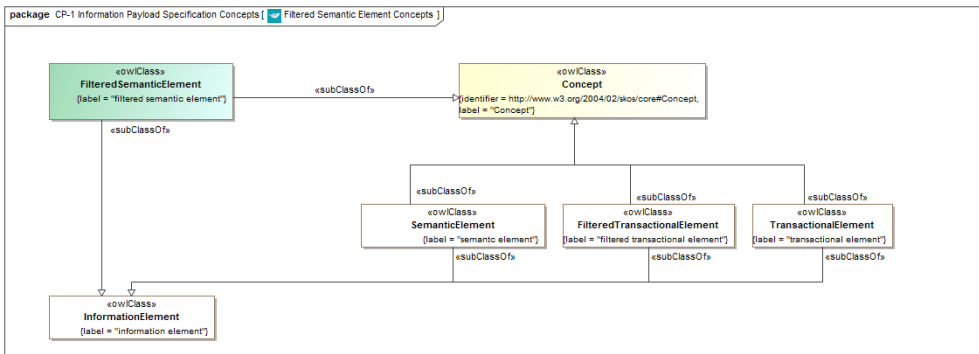 package CP-1 Information Payload Specification Concepts [ Filtered Semantic Element Concepts ]
«owlClass»
FilteredSemanticElement
{label = "filtered semantic element"}
«subClassOf»
«owlClass»
Concept
{identifier = http://www.w3.org/2004/02/skos/core#Concept,
label = "Concept"}
«subClassOf»
«subClassOf»
«subClassOf»
«subClassOf»
«owlClass»
SemanticElement
{label = "semantc element"}
«owlClass»
FilteredTransactionalElement
{label = "filtered transactional element"}
«owlClass»
TransactionalElement
{label = "transactional element"}
«subClassOf»
«subClassOf»
«subClassOf»
«owlClass»
InformationElement
{label = "information element"}